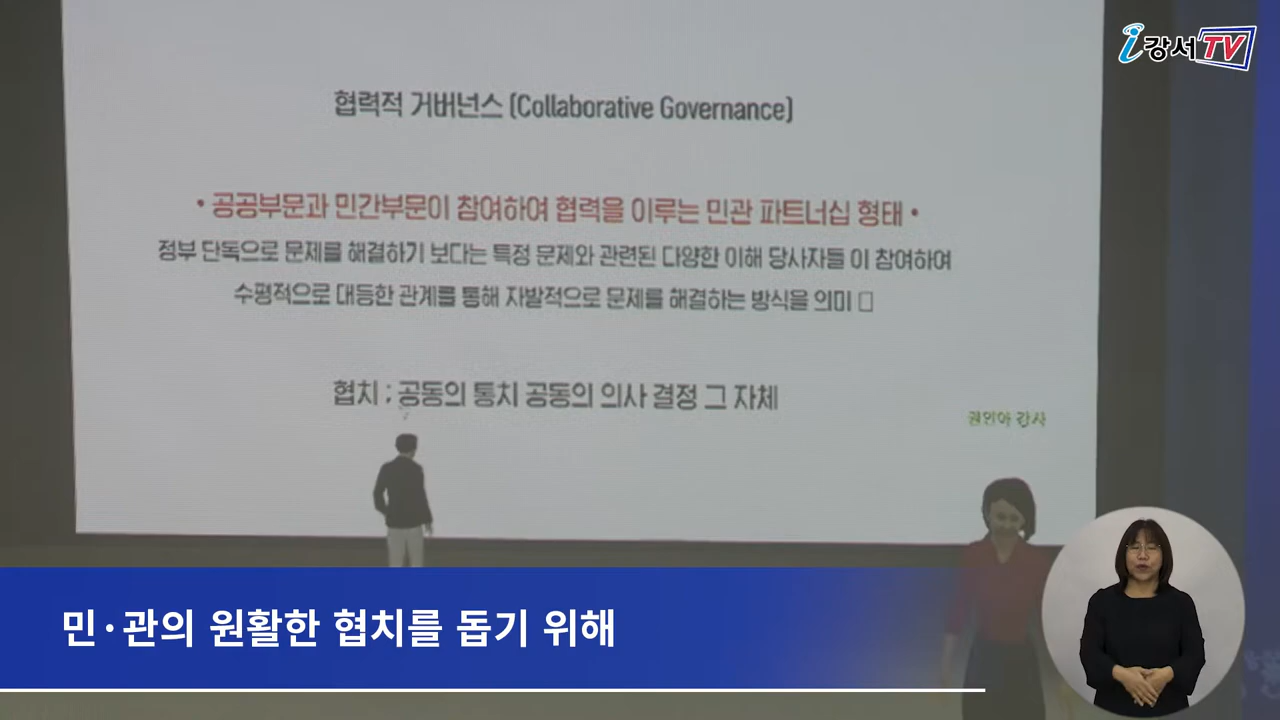 i강서TV
협력적 거버넌스 (Collaborative Governance)
• 공공부문과 민간부문이 참여하여 협력을 이루는 민관 파트너십 형태 •
정부 단독으로 문제를 해결하기 보다는 특정 문제와 관련된 다양한 이해 당사자들 이 참여하여
수평적으로 대등한 관계를 통해 자발적으로 문제를 해결하는 방식을 의미 □
협치 ; 공동의 통치 공동의 의사 결정 그 자체
강사
민·관의 원활한 협치를 돕기 위해